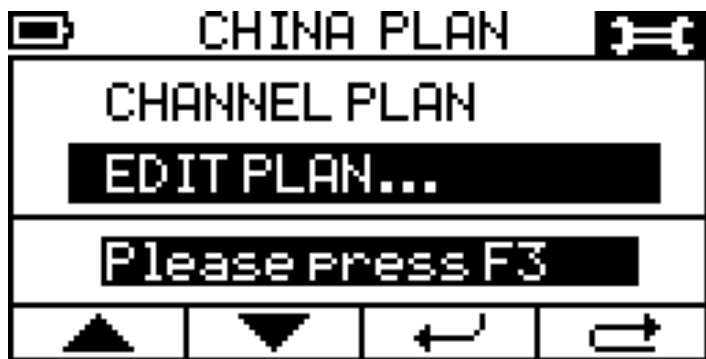 CHINA PLAN
CHANNEL PLAN
EDIT PLAN...
Please press F3